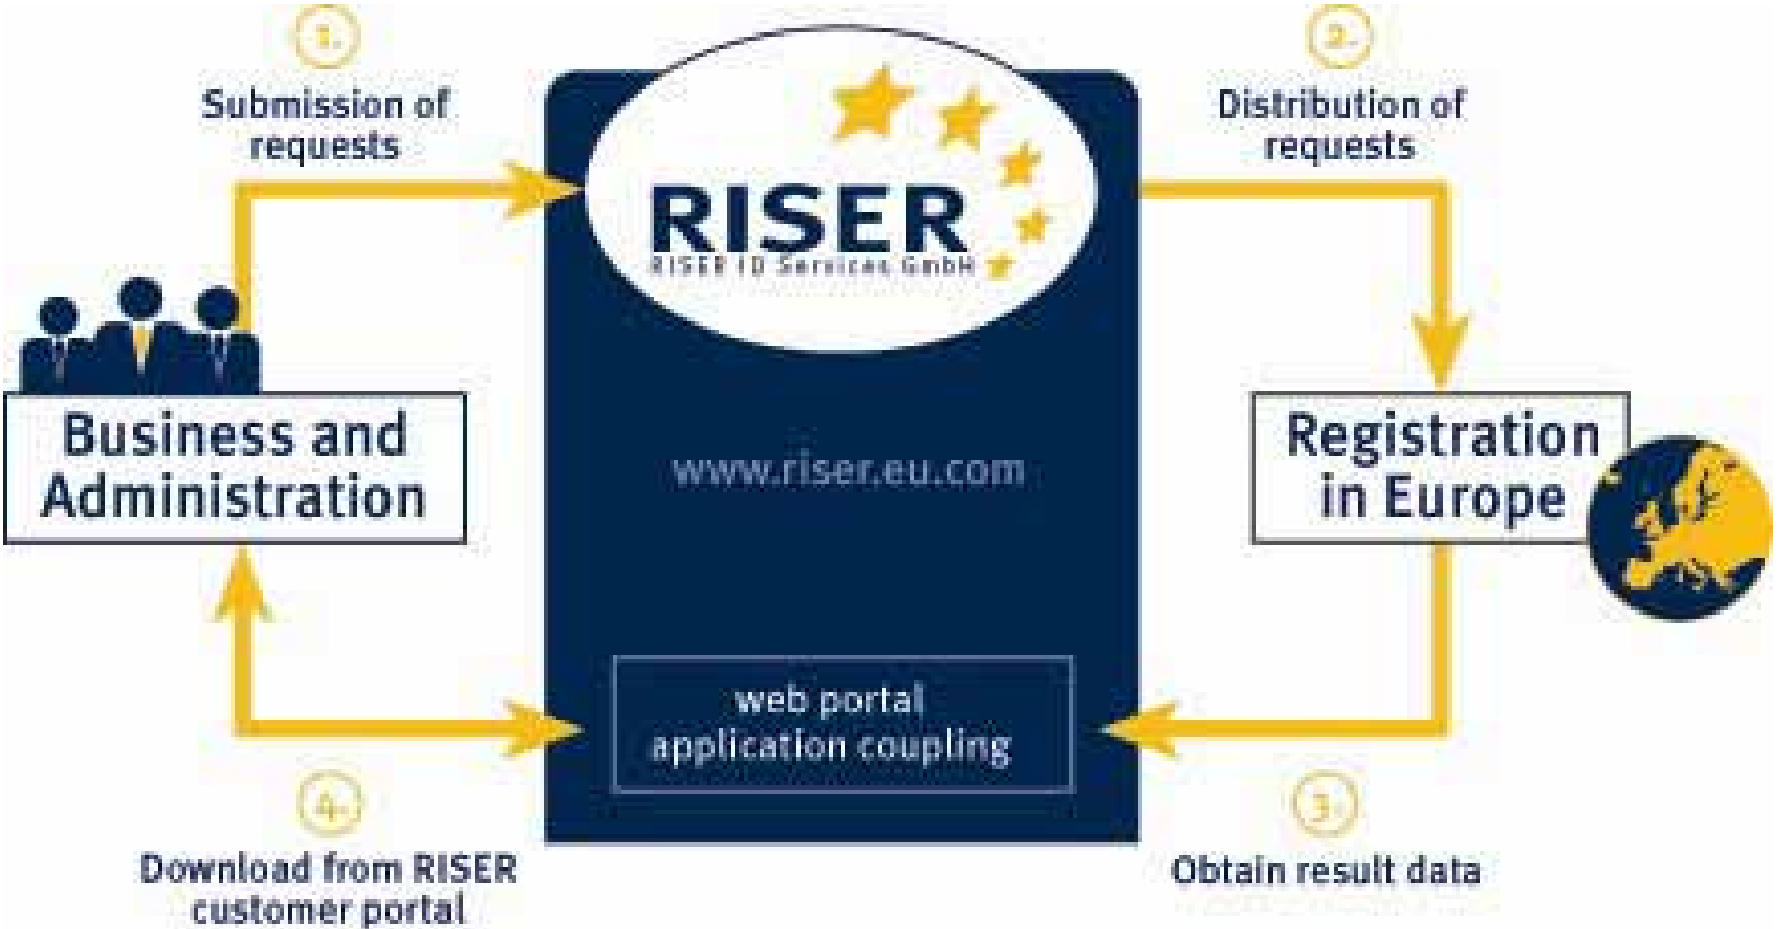 1.
Submission of
requests
2.
Distribution of
requests
RISER
RISER ID Services GmbH
Business and
Administration
www.riser.eu.com
Registration
in Europe
web portal
application coupling
4.
Download from RISER
customer portal
3.
Obtain result data